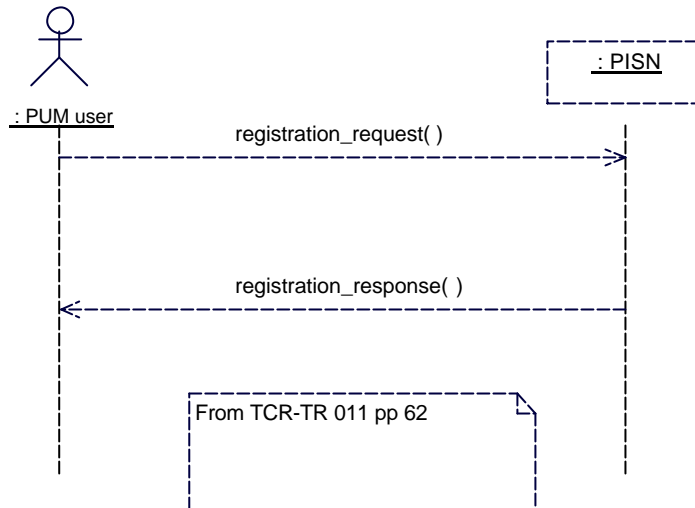 : PISN
: PUM user
registration_request( )
registration_response( )
From TCR-TR 011 pp 62